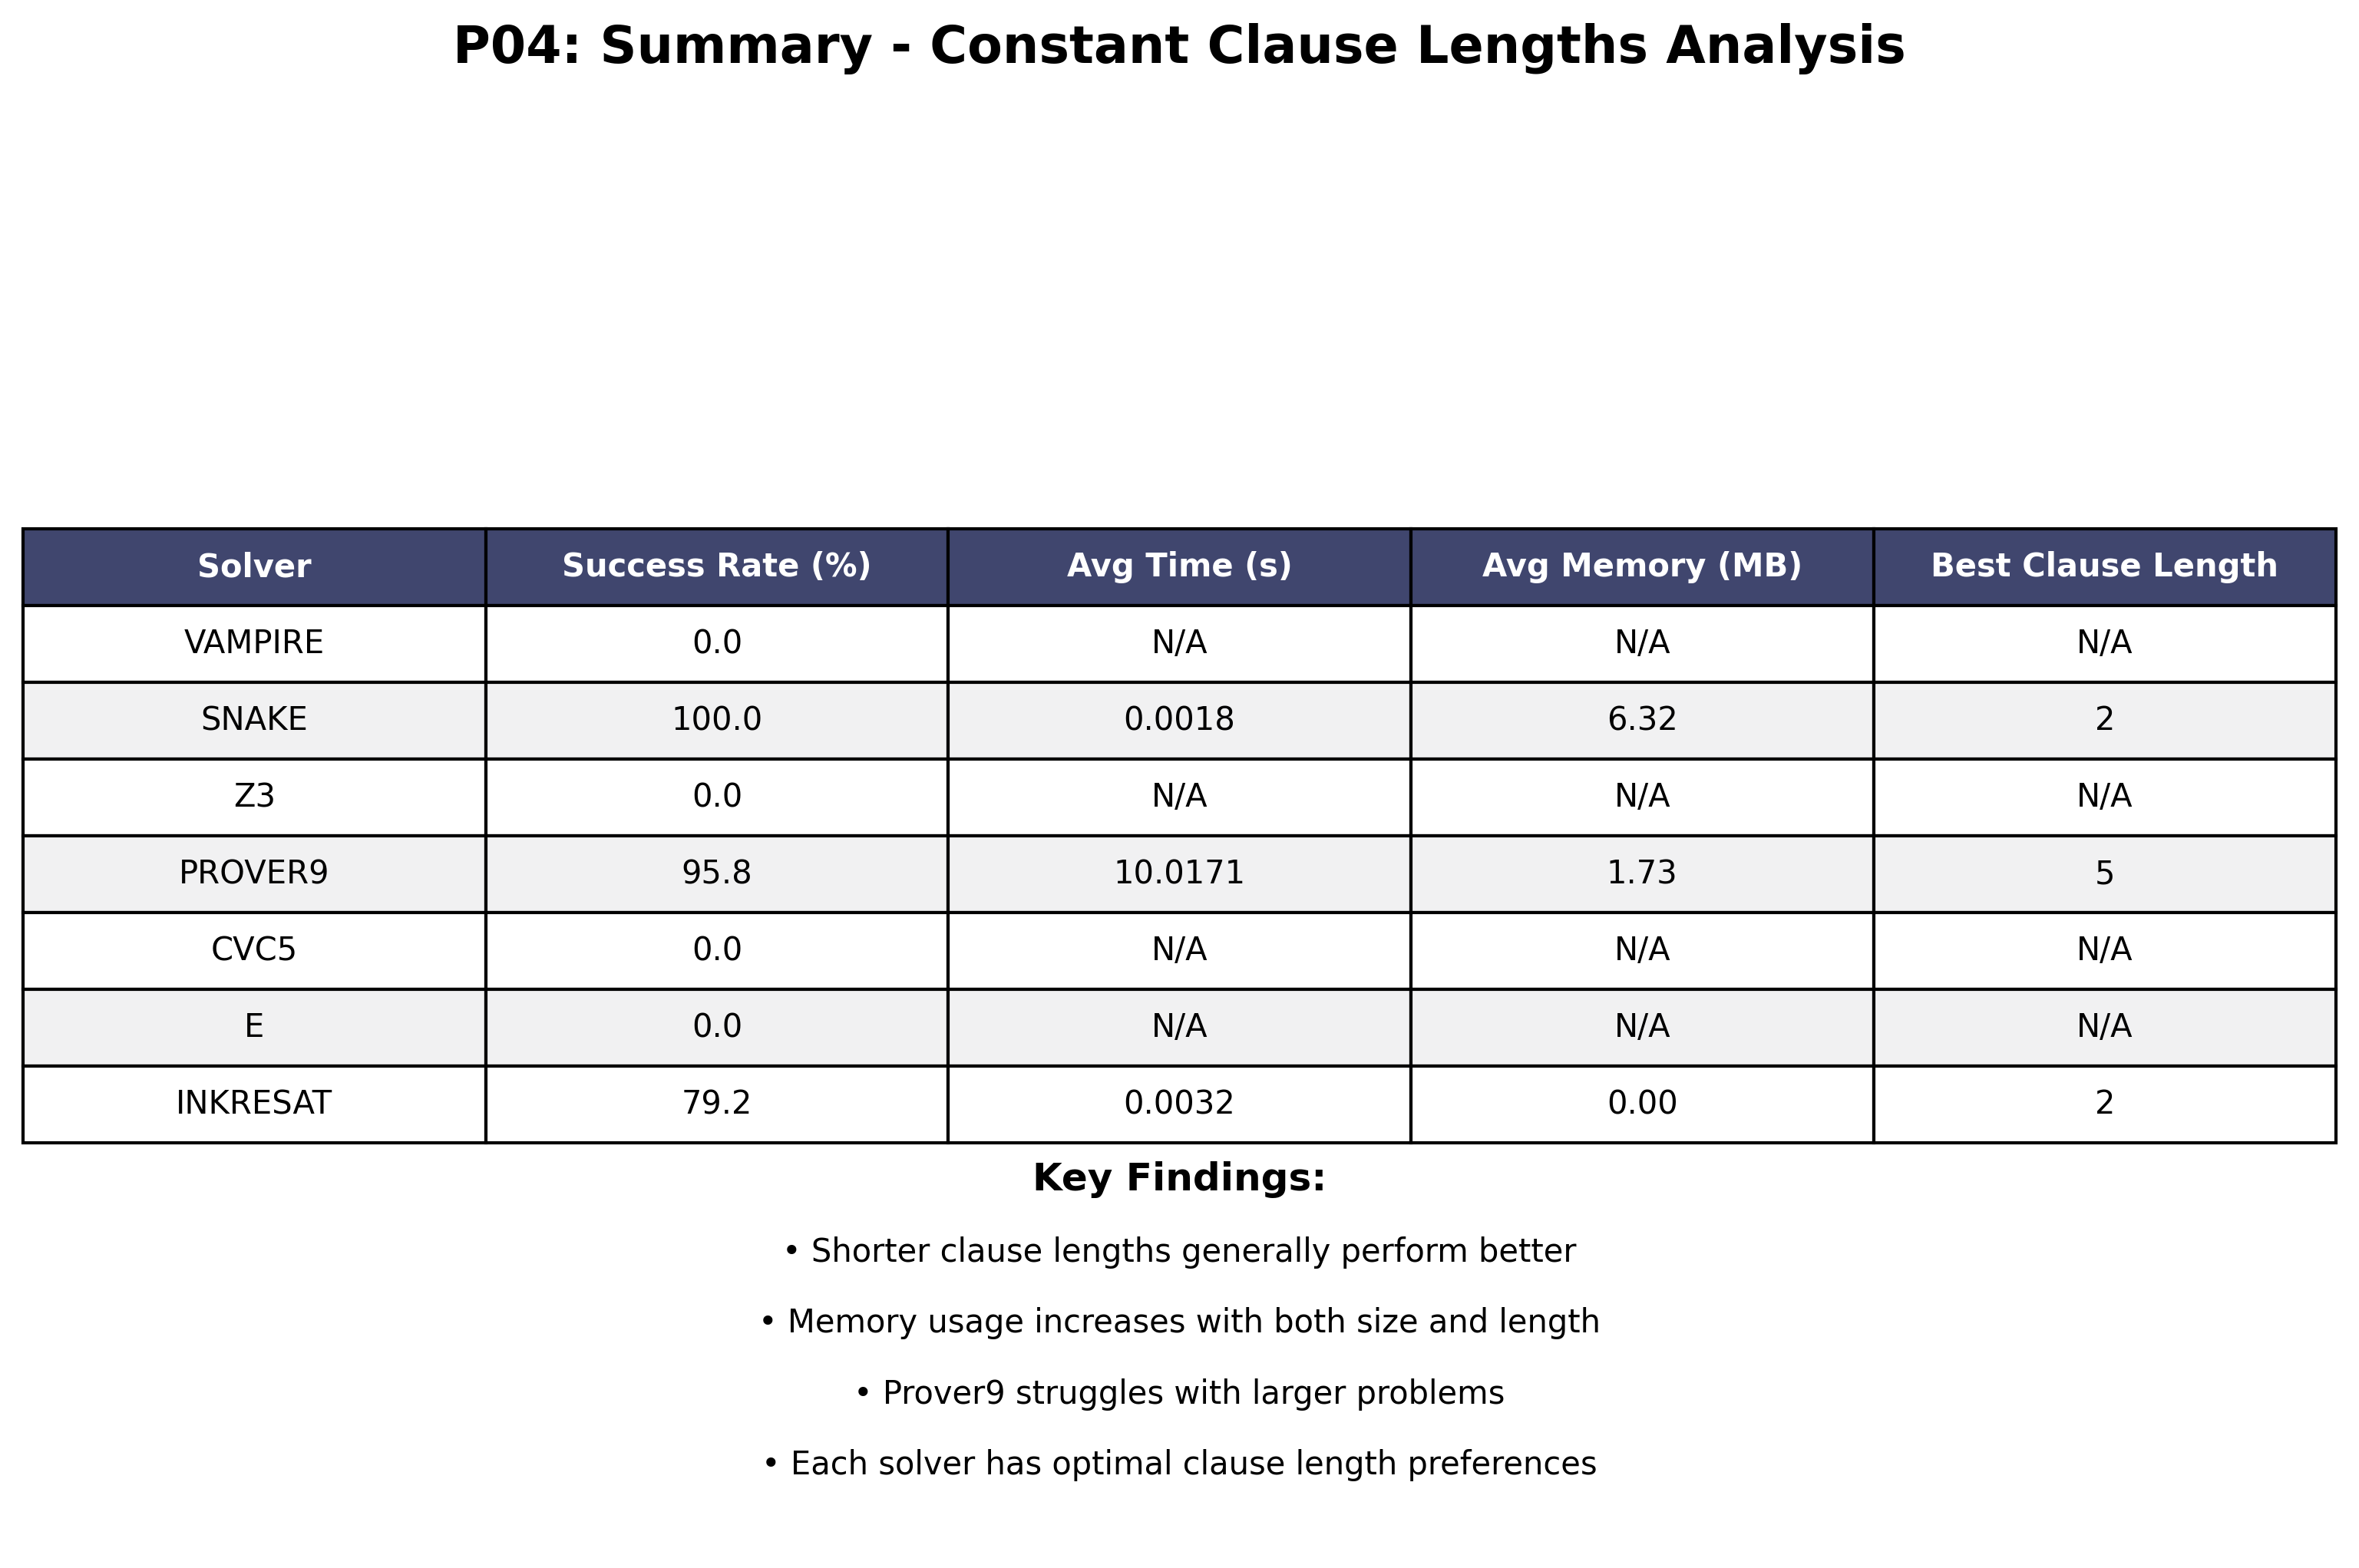 P04: Summary - Constant Clause Lengths Analysis
Solver Success Rate (%) Avg Time (s) Avg Memory (MB) Best Clause Length
VAMPIRE 0.0 N/A N/A N/A
SNAKE 100.0 0.0018 6.32 2
Z3 0.0 N/A N/A N/A
PROVER9 95.8 10.0171 1.73 5
CVC5 0.0 N/A N/A N/A
E 0.0 N/A N/A N/A
INKRESAT 79.2 0.0032 0.00 2
Key Findings:
• Shorter clause lengths generally perform better
• Memory usage increases with both size and length
• Prover9 struggles with larger problems
• Each solver has optimal clause length preferences